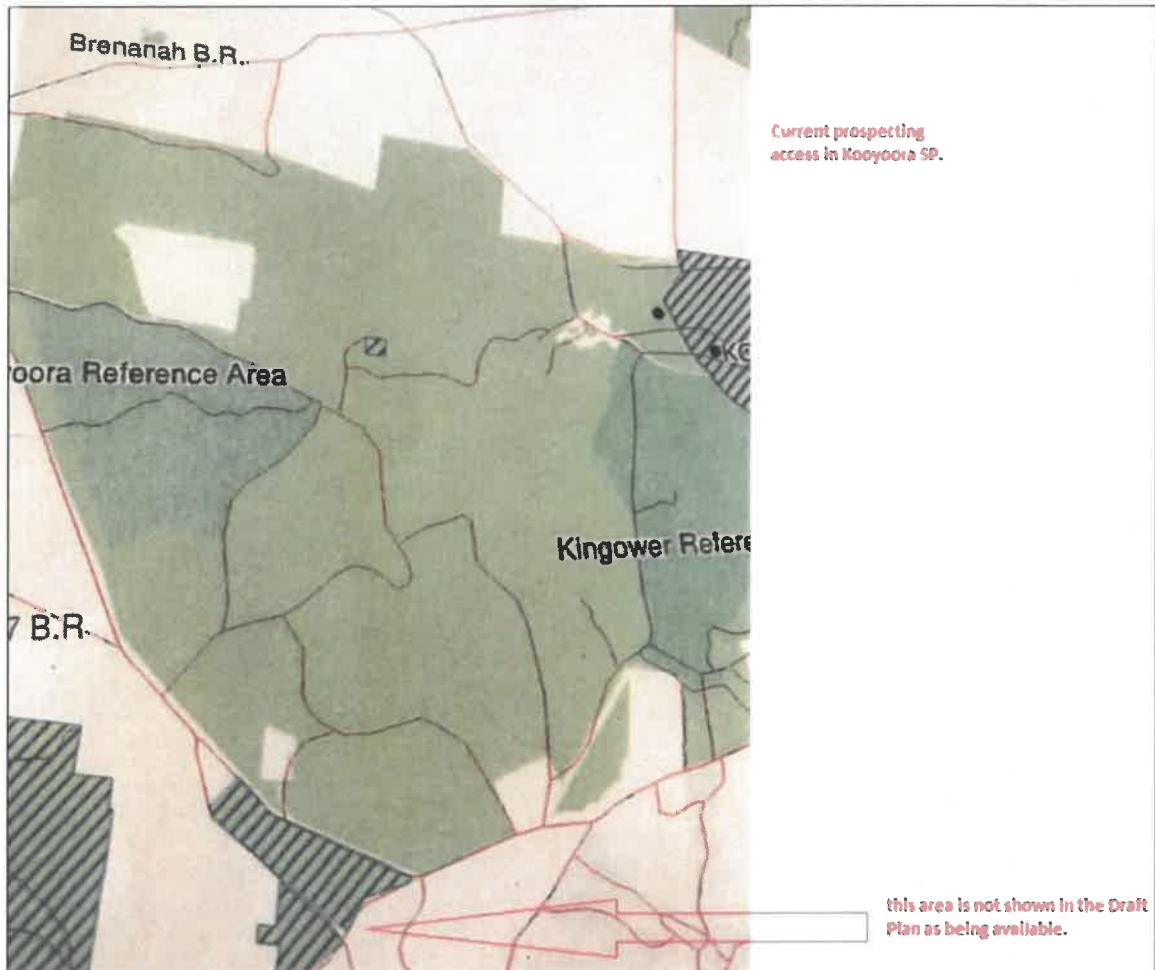 Brenanah B.R.
Current prospecting
access in Kooyoora SP.
oora Reference Area
Kingower Refere
7 B.R.
this area is not shown in the Draft
Plan as being available.